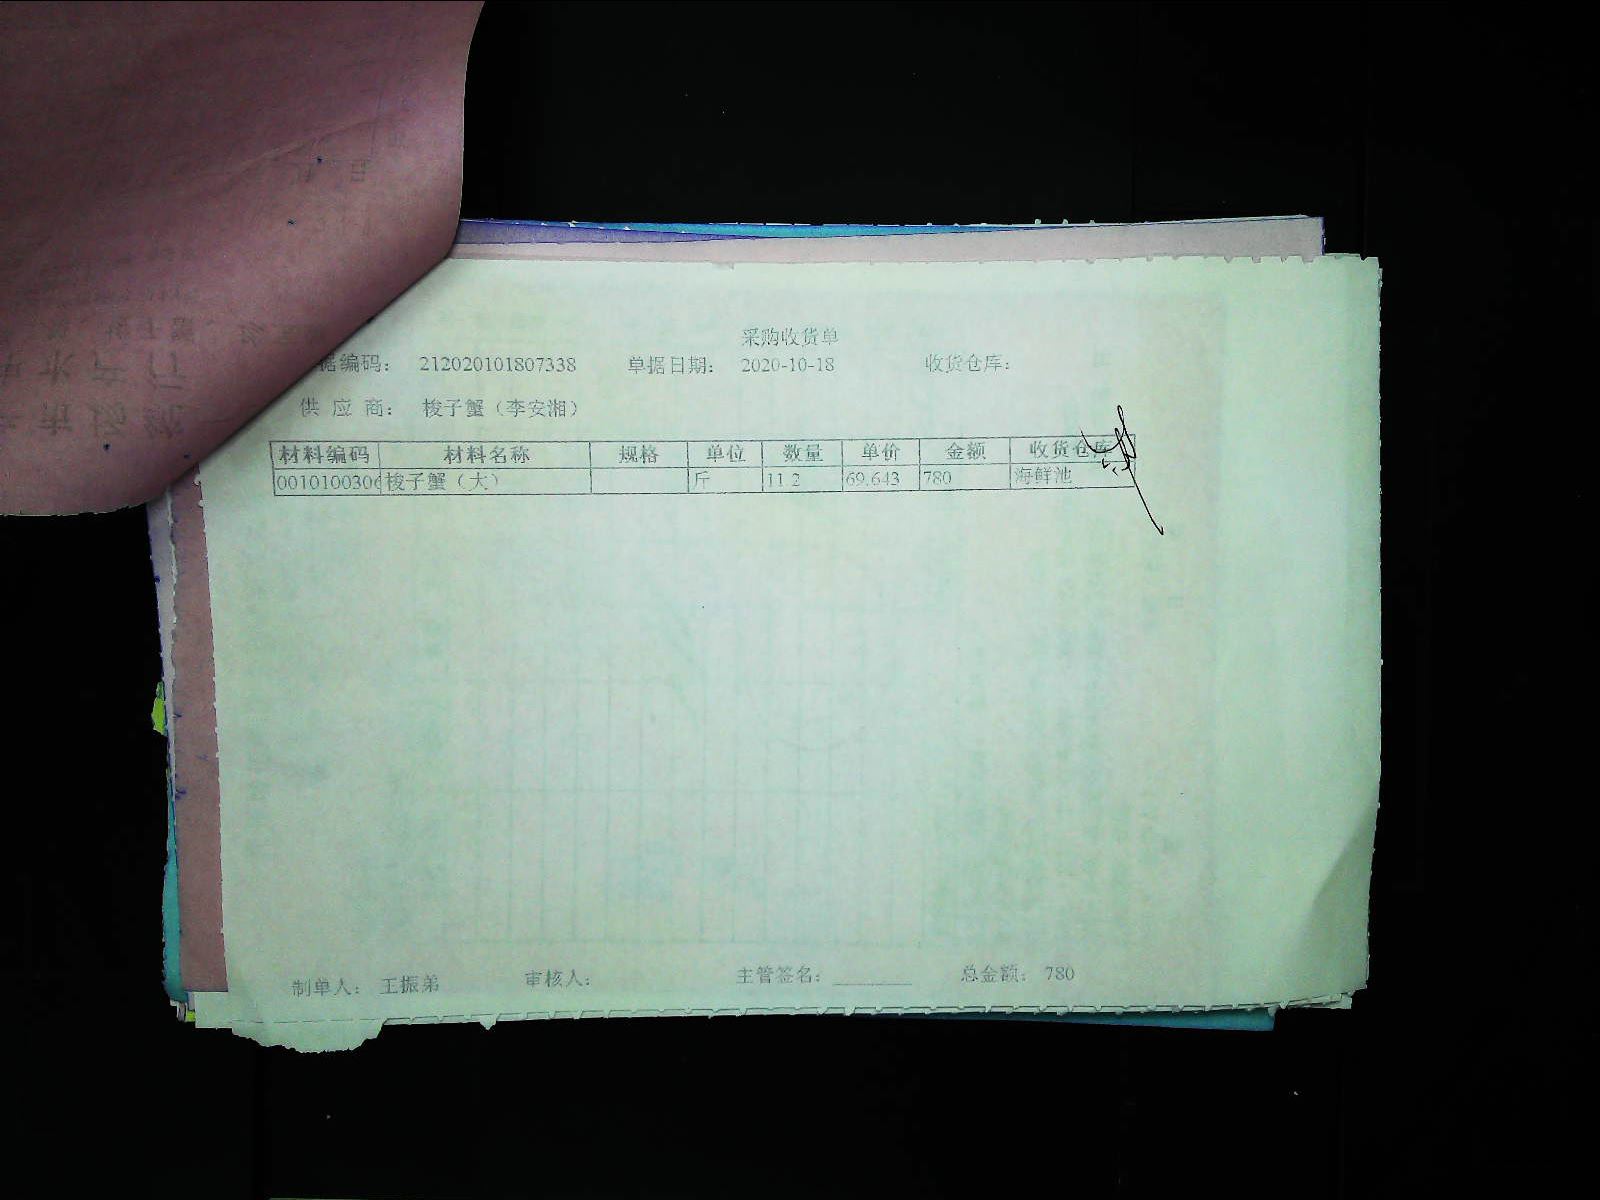 采购收货单
据编码： 212020101807338 单据日期： 2020-10-18 收货仓库：
供 应 商： 梭子蟹（李安湘）
材料编码 材料名称 规格 单位 数量 单价 金额 收货仓库
0010100306 梭子蟹（大） 斤 11.2 69.643 780 海鲜池
制单人： 王振弟 审核人： 主管签名： ________ 总金额： 780